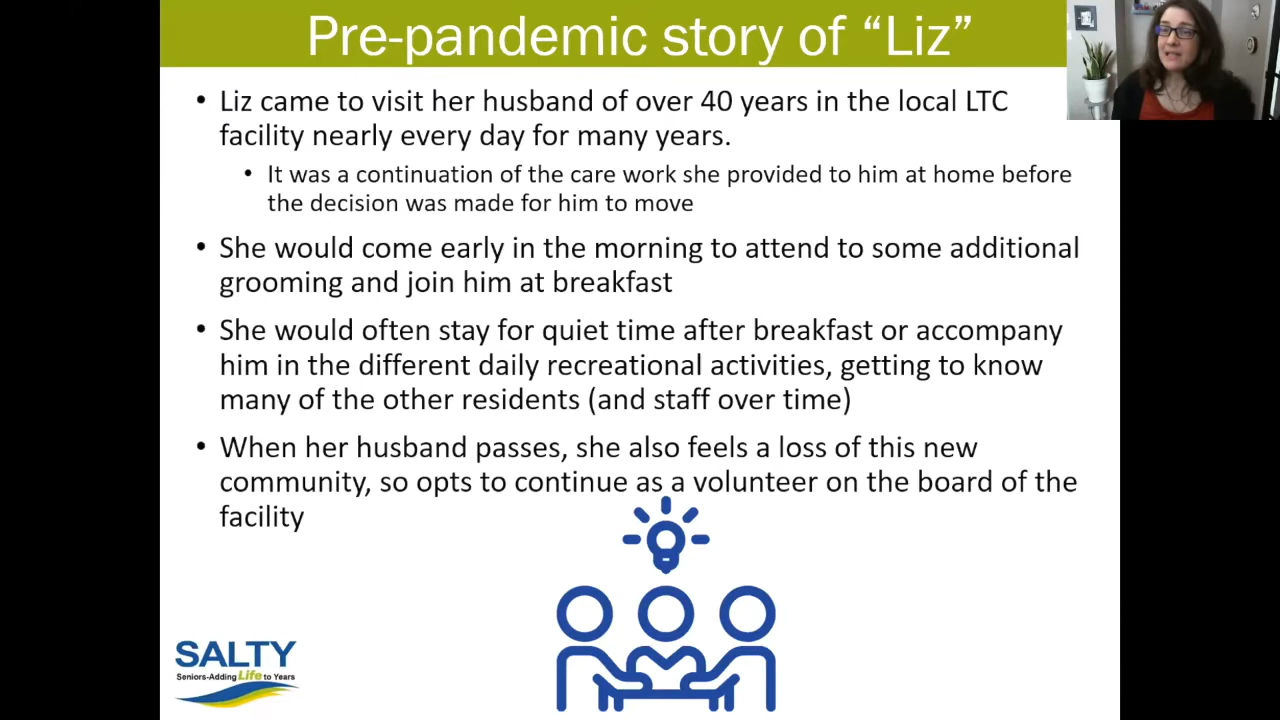 Pre-pandemic story of “Liz”
• Liz came to visit her husband of over 40 years in the local LTC
facility nearly every day for many years.
• It was a continuation of the care work she provided to him at home before
the decision was made for him to move
• She would come early in the morning to attend to some additional
grooming and join him at breakfast
• She would often stay for quiet time after breakfast or accompany
him in the different daily recreational activities, getting to know
many of the other residents (and staff over time)
• When her husband passes, she also feels a loss of this new
community, so opts to continue as a volunteer on the board of the
facility
SALTY
Seniors-Adding Life to Years